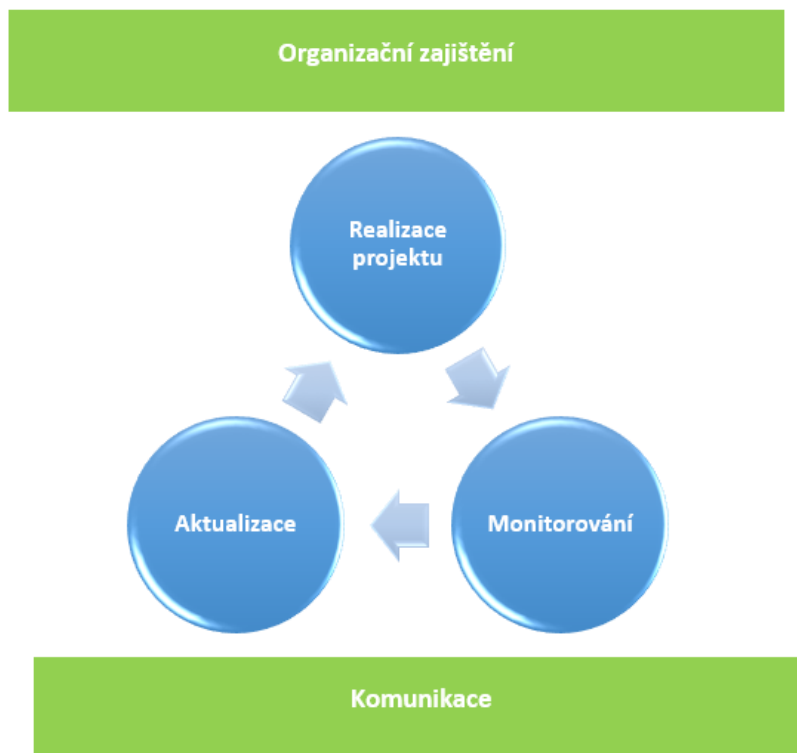 Organizační zajištění
Realizace
projektu
Aktualizace
Monitorování
Komunikace